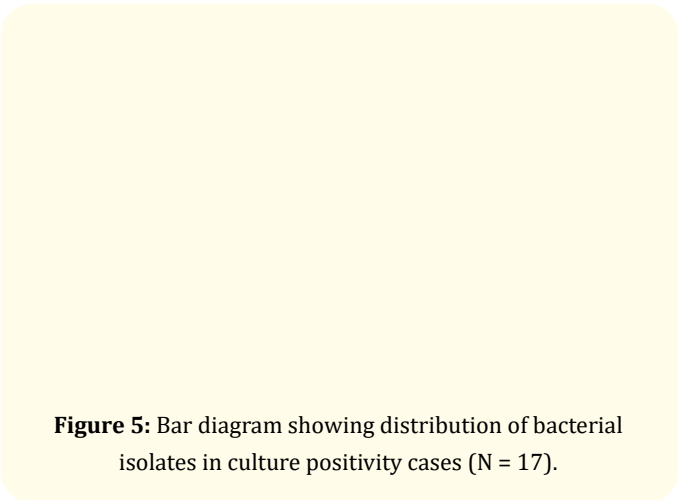 Figure 5: Bar diagram showing distribution of bacterial
isolates in culture positivity cases (N = 17).